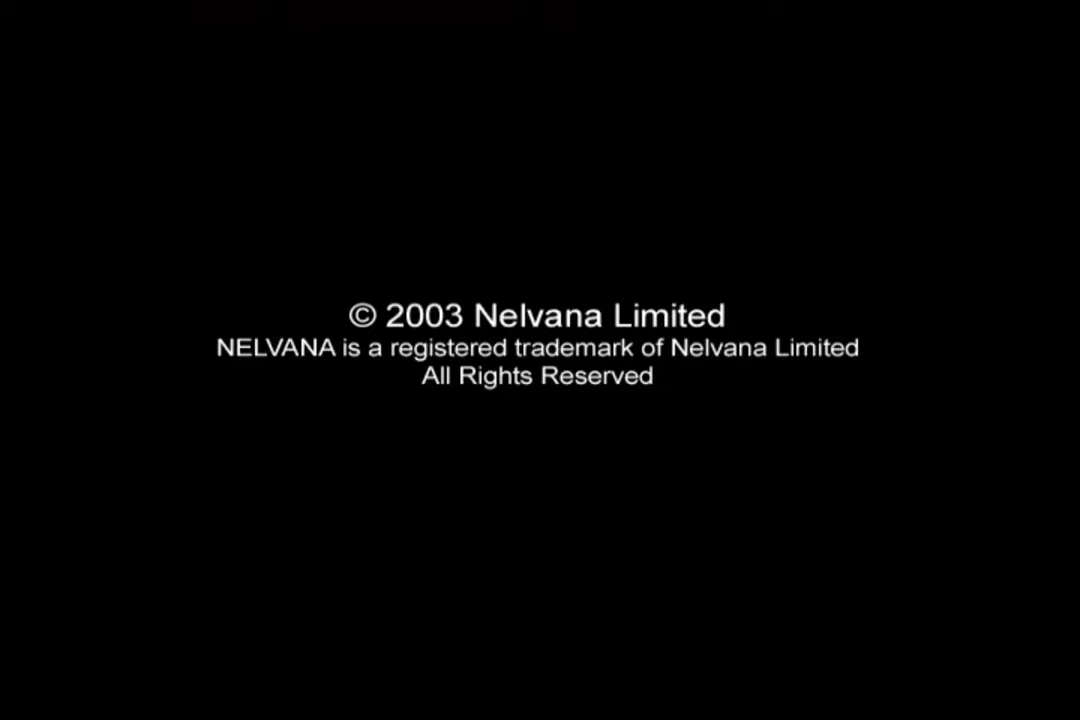 © 2003 Nelvana Limited
NELVANA is a registered trademark of Nelvana Limited
All Rights Reserved